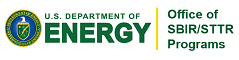 U.S. DEPARTMENT OF
ENERGY
Office of
SBIR/STTR
Programs